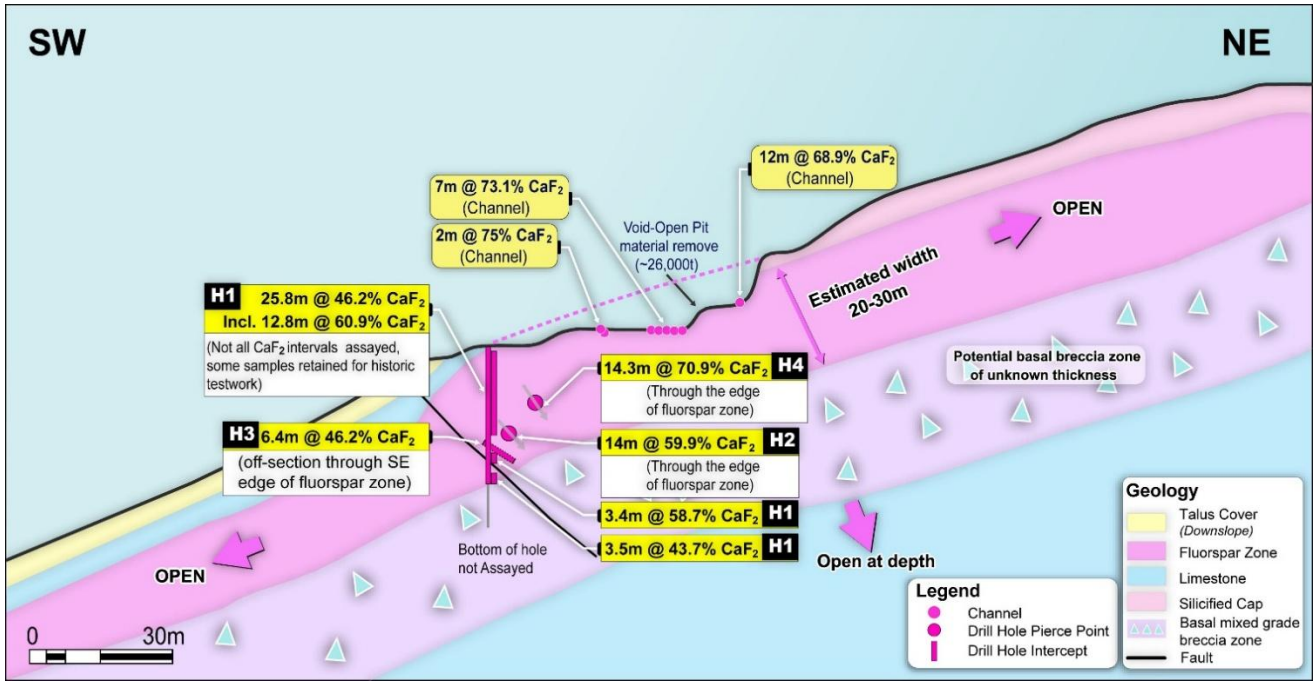 SW
NE
12m @ 68.9% CaF₂
(Channel)
7m @ 73.1% CaF₂
(Channel)
2m @ 75% CaF₂
(Channel)
Void-Open Pit
material remove
(~26,000t)
OPEN
Estimated width
20-30m
H1 25.8m @ 46.2% CaF₂
Incl. 12.8m @ 60.9% CaF₂
(Not all CaF₂ intervals assayed,
some samples retained for historic
testwork)
14.3m @ 70.9% CaF₂ H4
(Through the edge
of fluorspar zone)
Potential basal breccia zone
of unknown thickness
H3 6.4m @ 46.2% CaF₂
(off-section through SE
edge of fluorspar zone)
14m @ 59.9% CaF₂ H2
(Through the edge
of fluorspar zone)
3.4m @ 58.7% CaF₂ H1
3.5m @ 43.7% CaF₂ H1
Bottom of hole
not Assayed
OPEN
Open at depth
0 30m
Legend
Channel
Drill Hole Pierce Point
Drill Hole Intercept
Geology
Talus Cover
(Downslope)
Fluorspar Zone
Limestone
Silicified Cap
Basal mixed grade
breccia zone
Fault